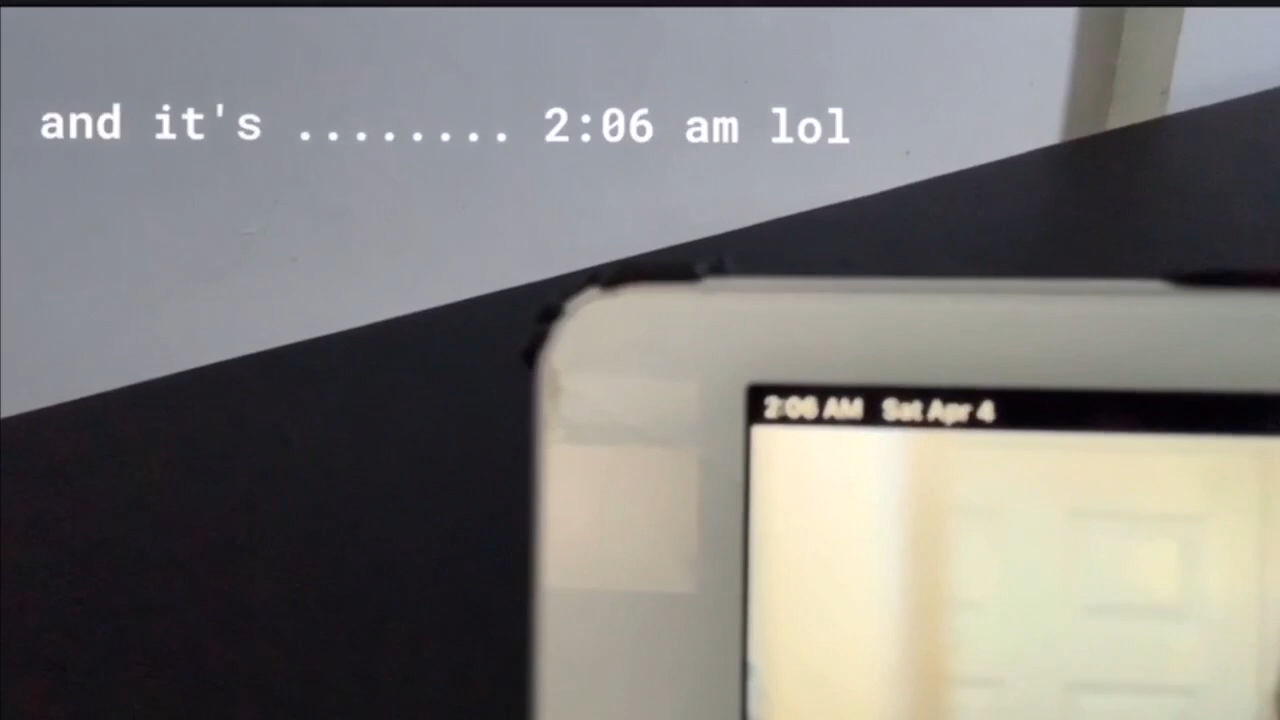 and it's ........ 2:06 am lol
2:06 AM Sat Apr 4